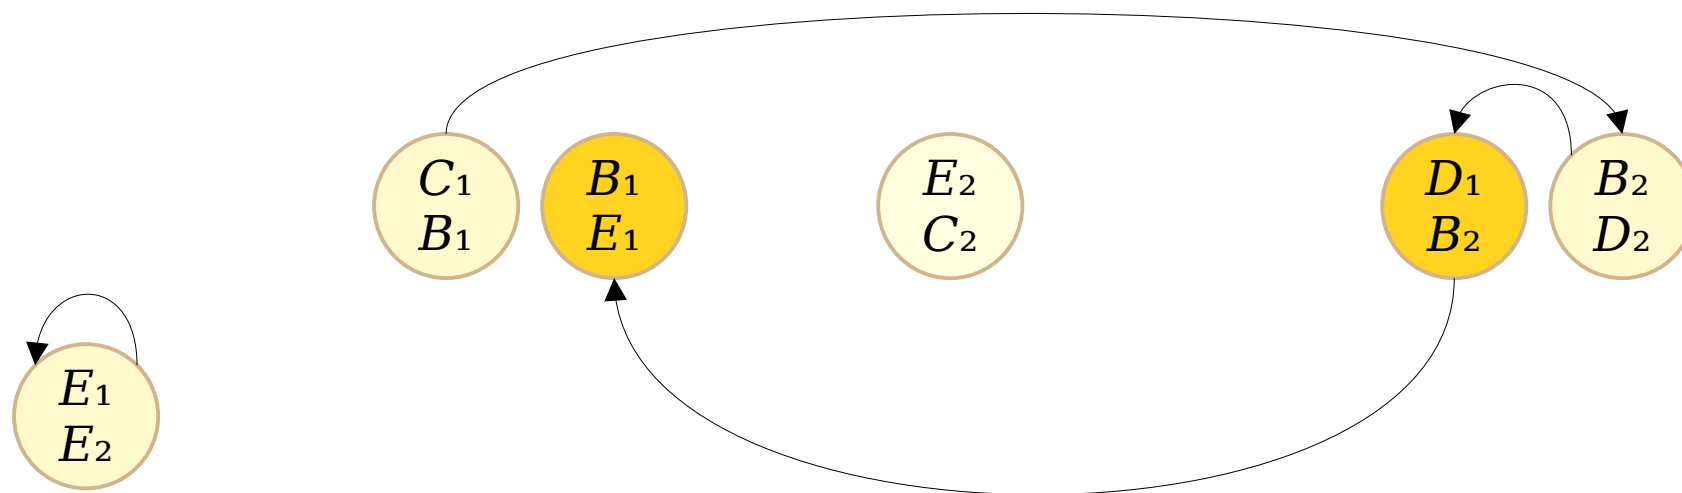 C₁
B₁
B₁
E₁
E₂
C₂
D₁
B₂
B₂
D₂
E₁
E₂